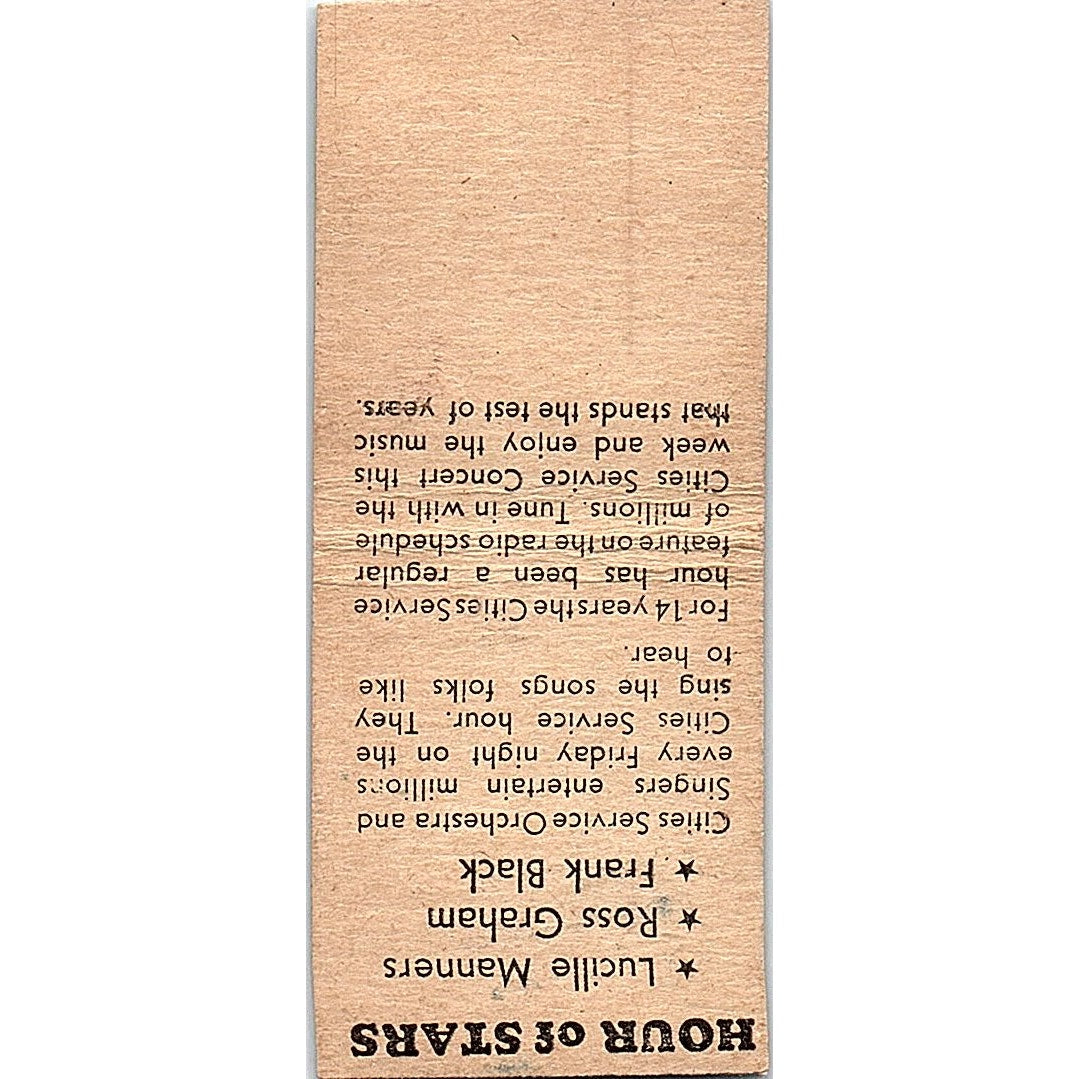 HOUR of STARS
★ Lucille Manners
★ Ross Graham
★ Frank Black
Cities Service Orchestra and
Singers entertain millions
every Friday night on the
Cities Service hour. They
sing the songs folks like
to hear.
For 14 years the Cities Service
hour has been a regular
feature on the radio schedule
of millions. Tune in with the
Cities Service Concert this
week and enjoy the music
that stands the test of years.